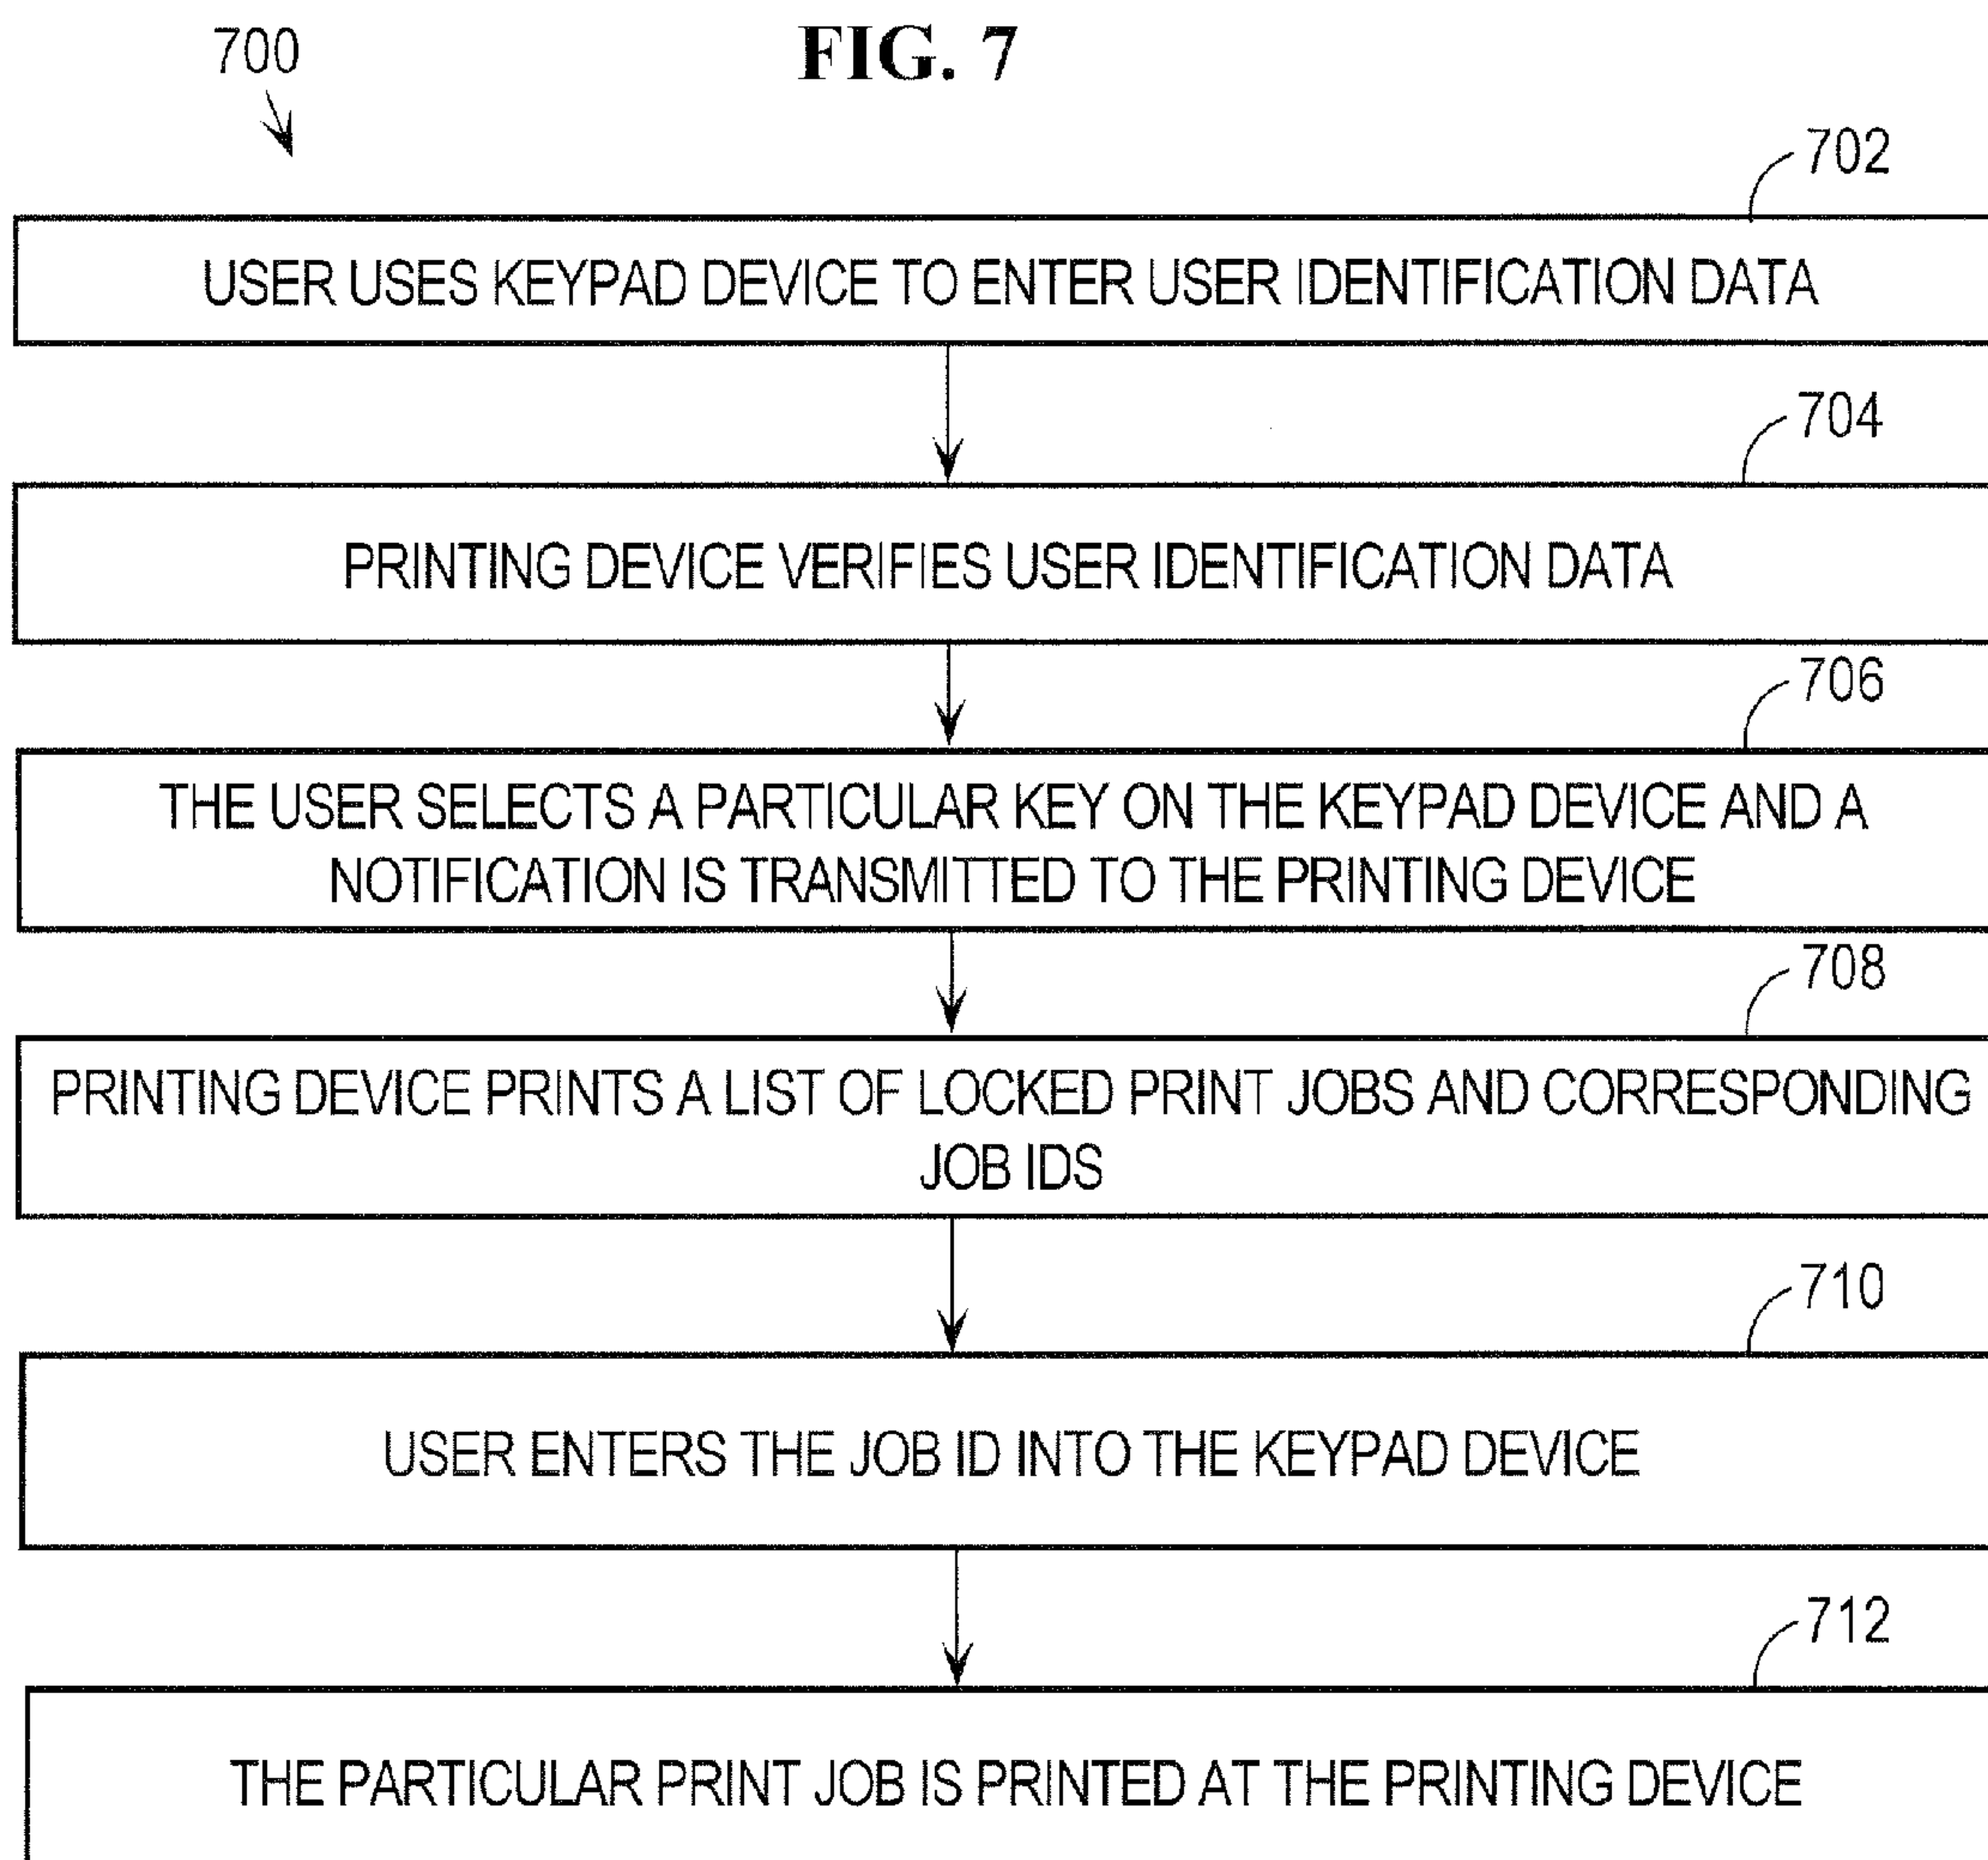 700
FIG. 7
702
USER USES KEYPAD DEVICE TO ENTER USER IDENTIFICATION DATA
704
PRINTING DEVICE VERIFIES USER IDENTIFICATION DATA
706
THE USER SELECTS A PARTICULAR KEY ON THE KEYPAD DEVICE AND A
NOTIFICATION IS TRANSMITTED TO THE PRINTING DEVICE
708
PRINTING DEVICE PRINTS A LIST OF LOCKED PRINT JOBS AND CORRESPONDING
JOB IDS
710
USER ENTERS THE JOB ID INTO THE KEYPAD DEVICE
712
THE PARTICULAR PRINT JOB IS PRINTED AT THE PRINTING DEVICE